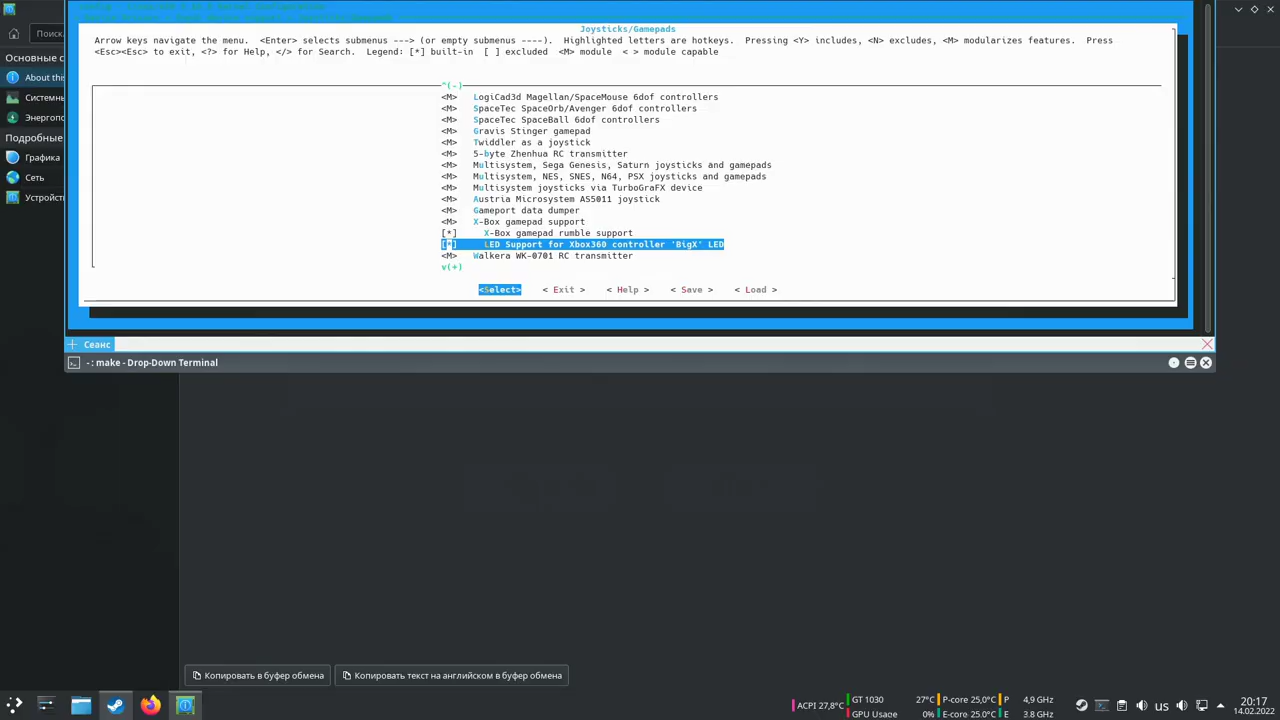 Joysticks/Gamepads
Arrow keys navigate the menu. <Enter> selects submenus ---> (or empty submenus ----). Highlighted letters are hotkeys. Pressing <Y> includes, <N> excludes, <M> modularizes features. Press
<Esc><Esc> to exit, <?> for Help, </> for Search. Legend: [*] built-in [ ] excluded <M> module < > module capable
Поиск
Основные с
About this
Системны
Энергопо
Подробные
Графика
Сеть
Устройсте
^(-)
<M> LogiCad3d Magellan/SpaceMouse 6dof controllers
<M> SpaceTec SpaceOrb/Avenger 6dof controllers
<M> SpaceTec SpaceBall 6dof controllers
<M> Gravis Stinger gamepad
<M> Twiddler as a joystick
<M> 5-byte Zhenhua RC transmitter
<M> Multisystem, Sega Genesis, Saturn joysticks and gamepads
<M> Multisystem, NES, SNES, N64, PSX joysticks and gamepads
<M> Multisystem joysticks via TurboGraFX device
<M> Austria Microsystem AS5011 joystick
<M> Gameport data dumper
<M> X-Box gamepad support
[*] X-Box gamepad rumble support
[*] LED Support for Xbox360 controller 'BigX' LED
<M> Walkera WK-0701 RC transmitter
v(+)
<Select> < Exit > < Help > < Save > < Load >
Сеанс
- : make - Drop-Down Terminal
Копировать в буфер обмена
Копировать текст на английском в буфер обмена
ACPI 27,8°C
GT 1030 27°C
GPU Usage 0%
P-core 25,0°C
E-core 25,0°C
P 4,9 GHz
E 3.8 GHz
us
20:17
14.02.2022